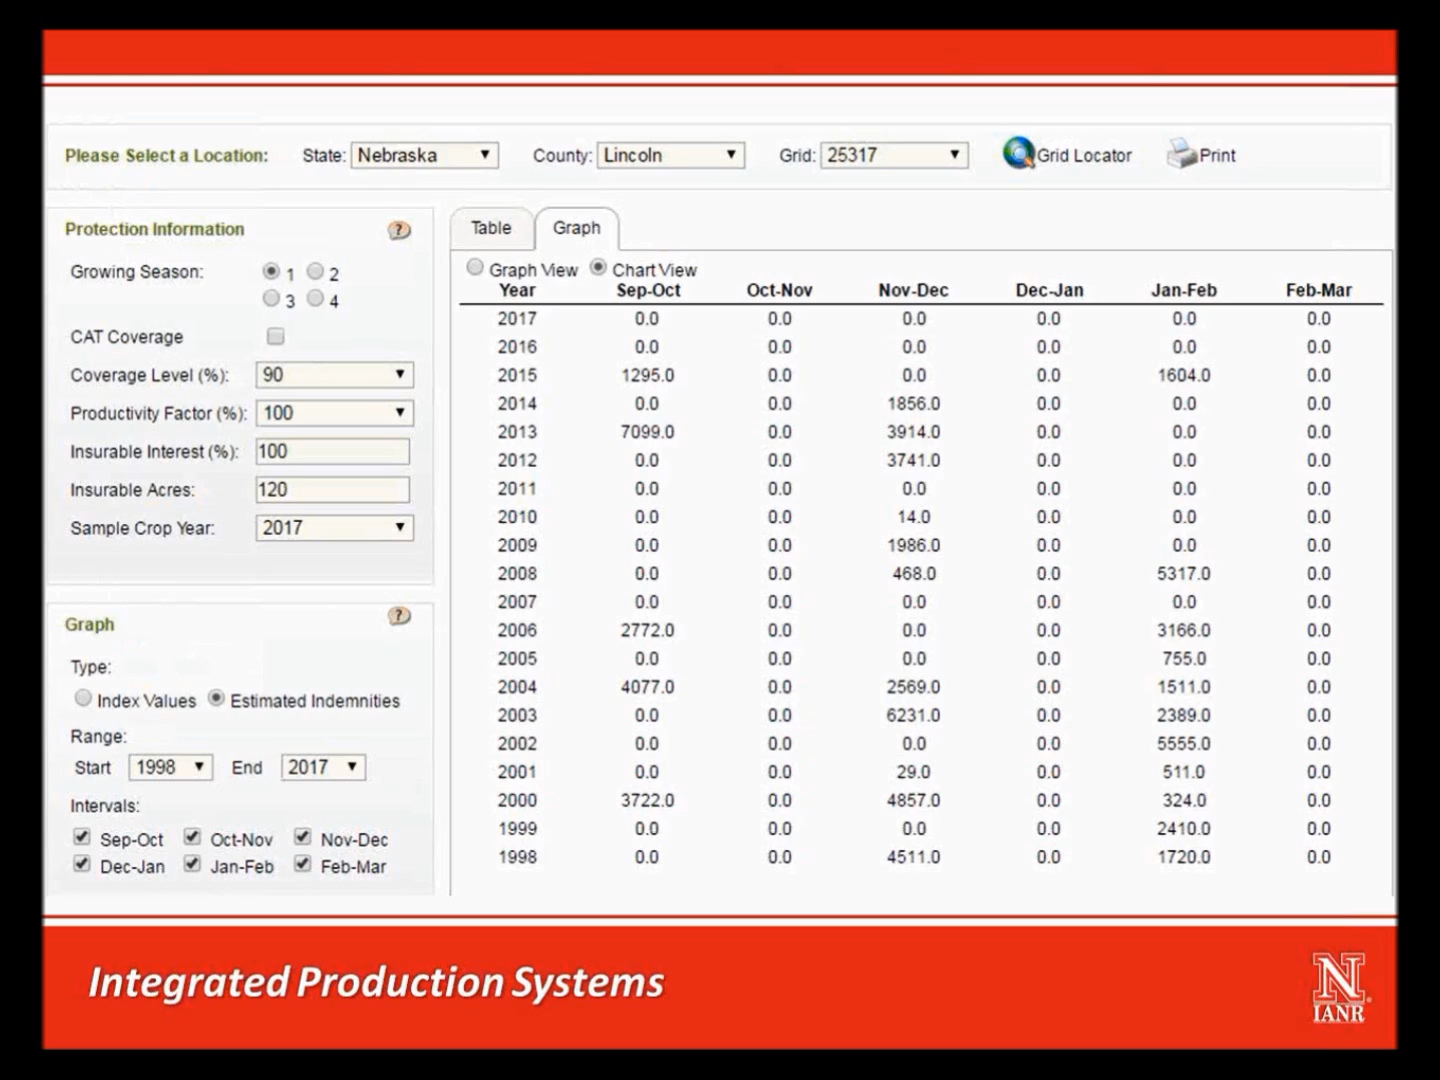 Please Select a Location: State: Nebraska County: Lincoln Grid: 25317 Grid Locator Print
Protection Information ?
Growing Season: 1 2
3 4
CAT Coverage
Coverage Level (%): 90
Productivity Factor (%): 100
Insurable Interest (%): 100
Insurable Acres: 120
Sample Crop Year: 2017
Graph ?
Type:
Index Values Estimated Indemnities
Range:
Start 1998 End 2017
Intervals:
Sep-Oct Oct-Nov Nov-Dec
Dec-Jan Jan-Feb Feb-Mar
Table Graph
Graph View Chart View
Year Sep-Oct Oct-Nov Nov-Dec Dec-Jan Jan-Feb Feb-Mar
2017 0.0 0.0 0.0 0.0 0.0 0.0
2016 0.0 0.0 0.0 0.0 0.0 0.0
2015 1295.0 0.0 0.0 0.0 1604.0 0.0
2014 0.0 0.0 1856.0 0.0 0.0 0.0
2013 7099.0 0.0 3914.0 0.0 0.0 0.0
2012 0.0 0.0 3741.0 0.0 0.0 0.0
2011 0.0 0.0 0.0 0.0 0.0 0.0
2010 0.0 0.0 14.0 0.0 0.0 0.0
2009 0.0 0.0 1986.0 0.0 0.0 0.0
2008 0.0 0.0 468.0 0.0 5317.0 0.0
2007 0.0 0.0 0.0 0.0 0.0 0.0
2006 2772.0 0.0 0.0 0.0 3166.0 0.0
2005 0.0 0.0 0.0 0.0 755.0 0.0
2004 4077.0 0.0 2569.0 0.0 1511.0 0.0
2003 0.0 0.0 6231.0 0.0 2389.0 0.0
2002 0.0 0.0 0.0 0.0 5555.0 0.0
2001 0.0 0.0 29.0 0.0 511.0 0.0
2000 3722.0 0.0 4857.0 0.0 324.0 0.0
1999 0.0 0.0 0.0 0.0 2410.0 0.0
1998 0.0 0.0 4511.0 0.0 1720.0 0.0
Integrated Production Systems
N
IANR